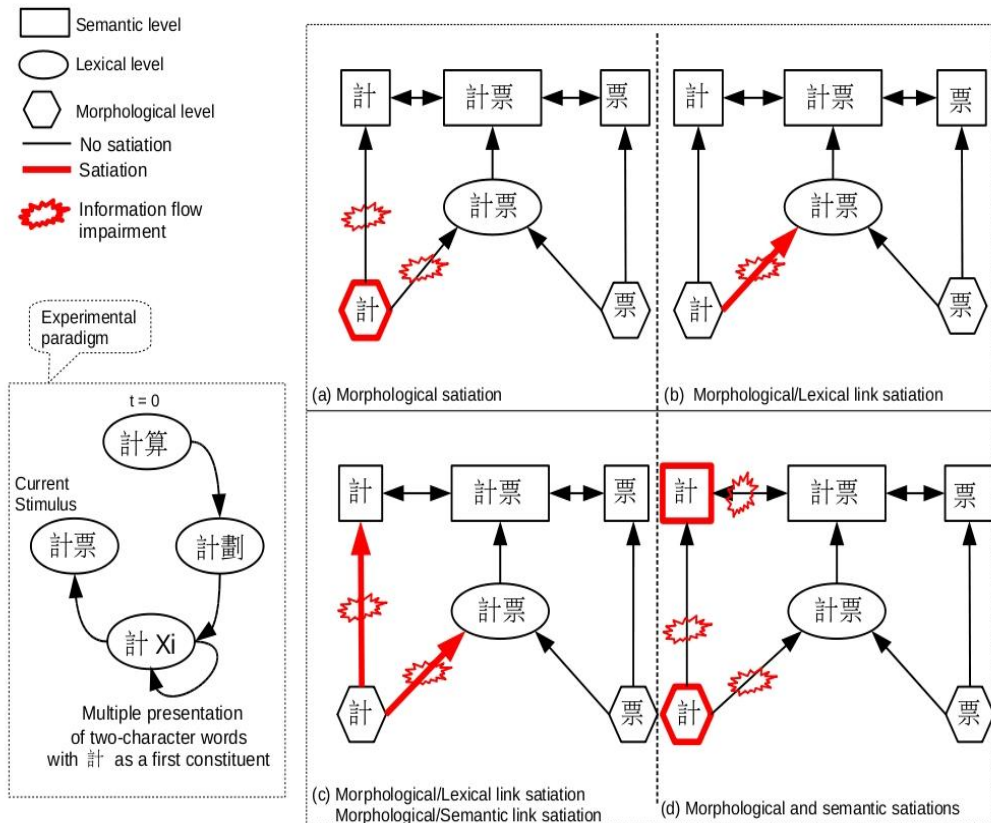 Semantic level
Lexical level
Morphological level
No satiation
Satiation
Information flow
impairment
Experimental
paradigm
t = 0
計算
Current
Stimulus
計票
計劃
計 Xi
Multiple presentation
of two-character words
with 計 as a first constituent
計
計票
票
計票
計
票
(a) Morphological satiation
計
計票
票
計票
計
票
(b) Morphological/Lexical link satiation
計
計票
票
計票
計
票
(c) Morphological/Lexical link satiation
Morphological/Semantic link satiation
計
計票
票
計票
計
票
(d) Morphological and semantic satiations